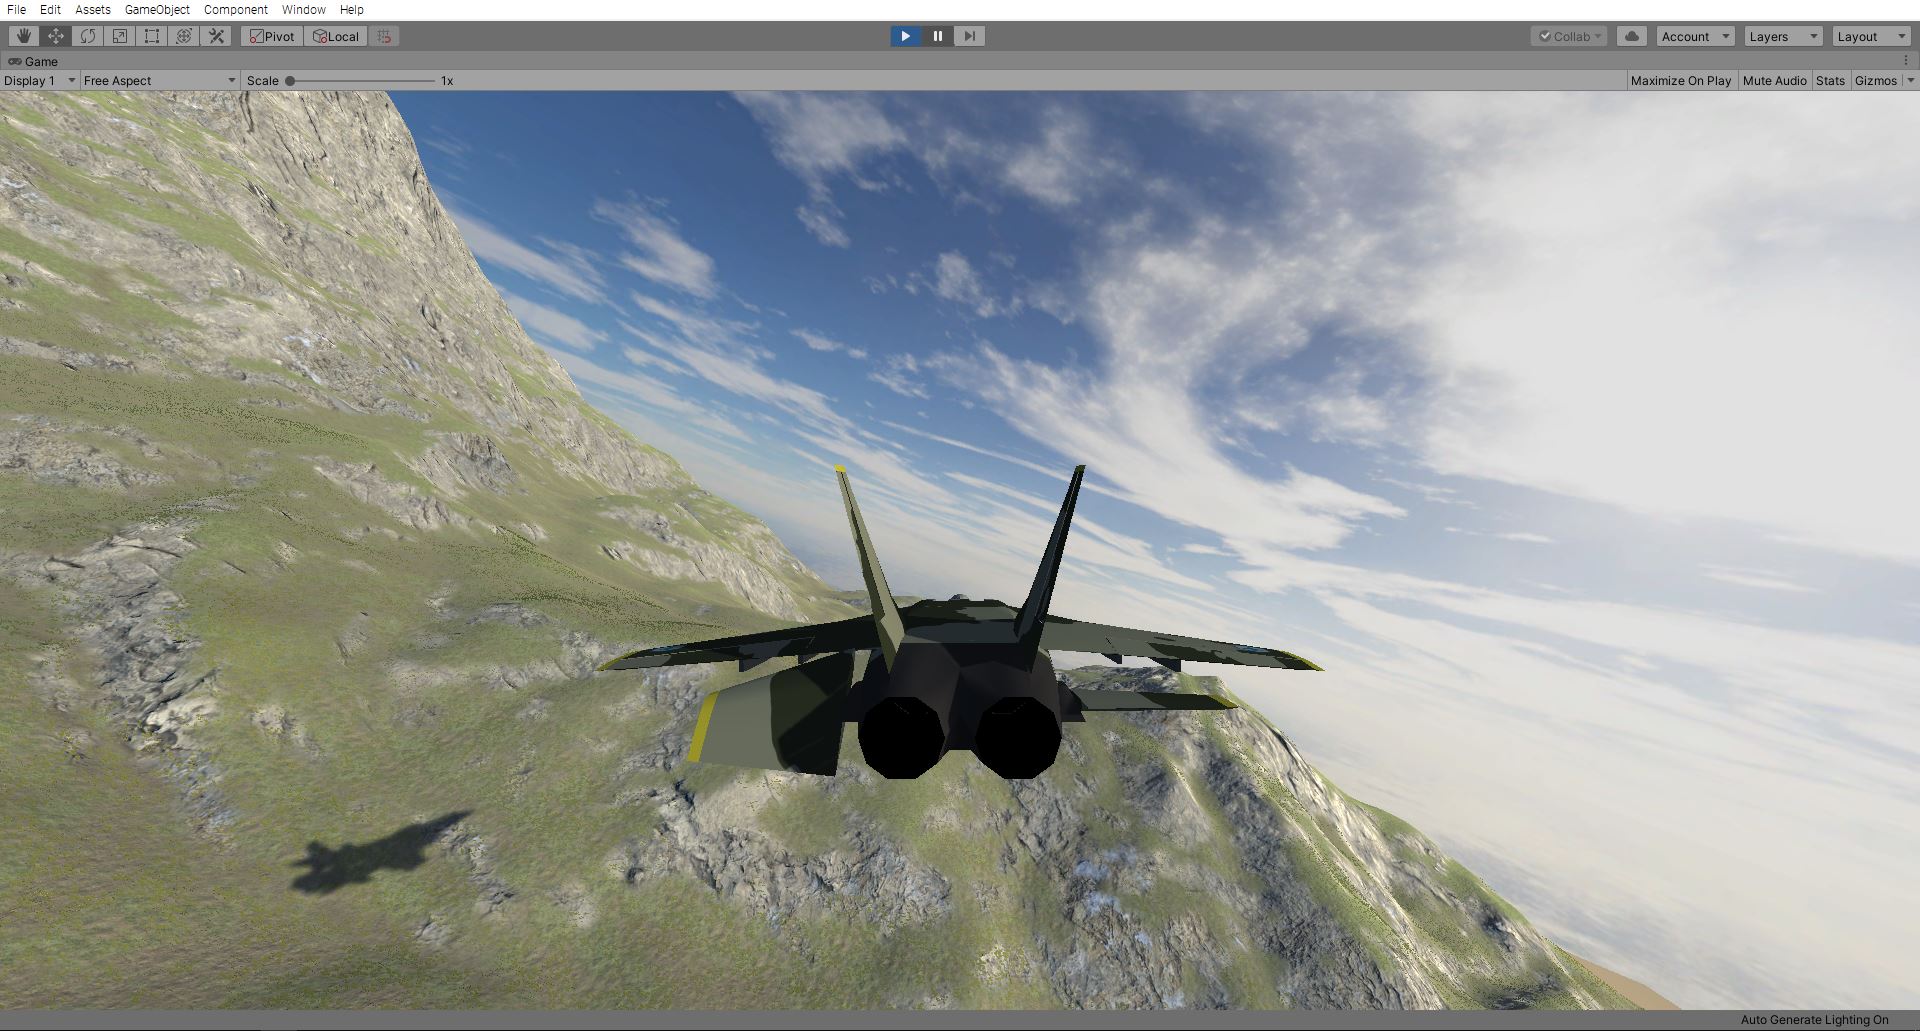 File Edit Assets GameObject Component Window Help
Pivot Local Collab Account Layers Layout
Game
Display 1 Free Aspect Scale 1x Maximize On Play Mute Audio Stats Gizmos
Auto Generate Lighting On